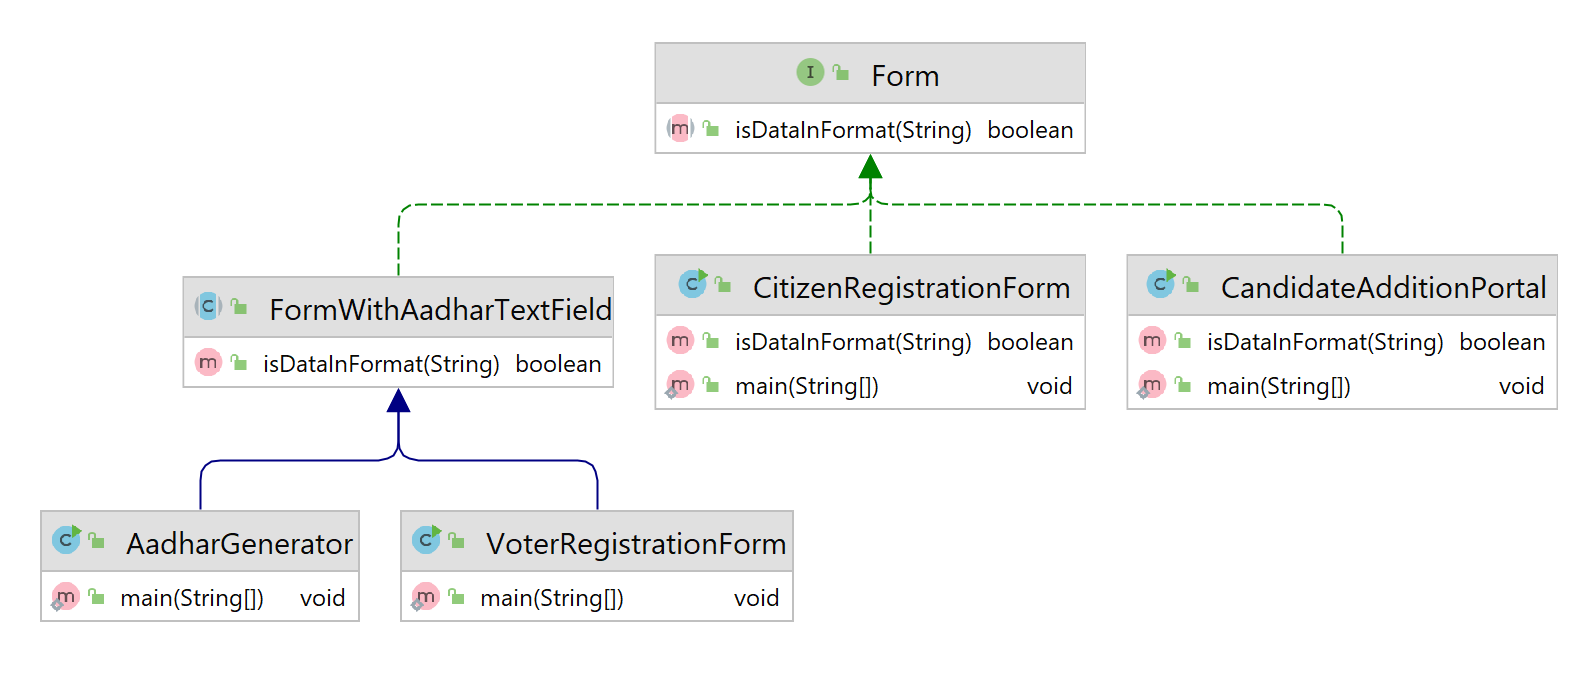 Form
isDataInFormat(String) boolean
FormWithAadharTextField
isDataInFormat(String) boolean
CitizenRegistrationForm
isDataInFormat(String) boolean
main(String[]) void
CandidateAdditionPortal
isDataInFormat(String) boolean
main(String[]) void
AadharGenerator
main(String[]) void
VoterRegistrationForm
main(String[]) void